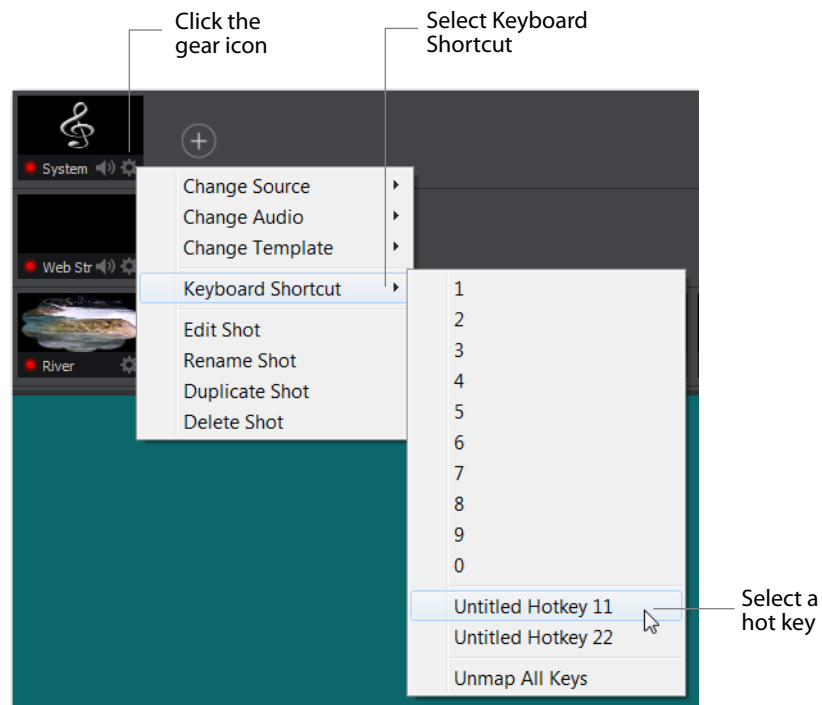 Click the
gear icon
Select Keyboard
Shortcut
System
Change Source
Change Audio
Change Template
Web Str
Keyboard Shortcut
1
2
Edit Shot
3
Rename Shot
River
4
Duplicate Shot
5
Delete Shot
6
7
8
9
0
Untitled Hotkey 11
Select a
hot key
Untitled Hotkey 22
Unmap All Keys